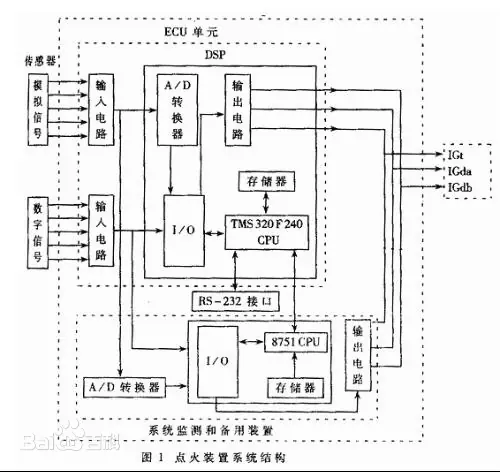 ECU 单元
传感器
DSP
模拟信号
输入电路
A/D
转换器
输出电路
IGt
IGda
IGdb
存储器
数字信号
输入电路
I/O
TMS 320 F 240
CPU
RS-232 接口
I/O
8751 CPU
输出电路
A/D 转换器
存储器
系统监测和备用装置
Bai百科
图 1 点火装置系统结构